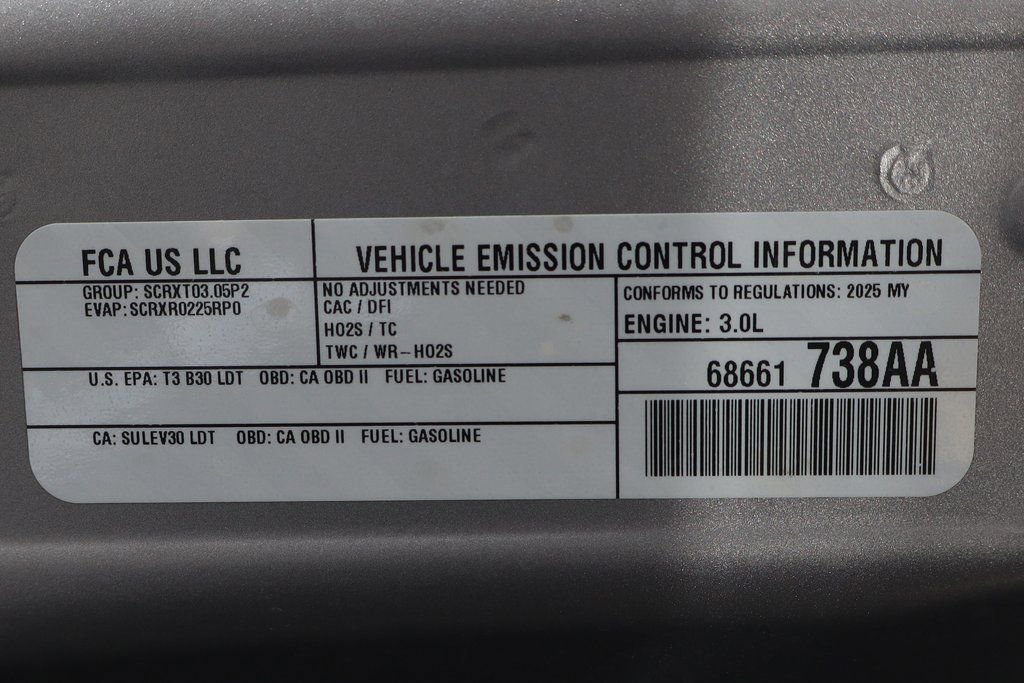 FCA US LLC
VEHICLE EMISSION CONTROL INFORMATION
GROUP: SCRXT03.05P2
EVAP: SCRXR0225RP0
NO ADJUSTMENTS NEEDED
CAC / DFI
HO2S / TC
TWC / WR-HO2S
CONFORMS TO REGULATIONS: 2025 MY
ENGINE: 3.0L
68661 738AA
U.S. EPA: T3 B30 LDT OBD: CA OBD II FUEL: GASOLINE
CA: SULEV30 LDT OBD: CA OBD II FUEL: GASOLINE